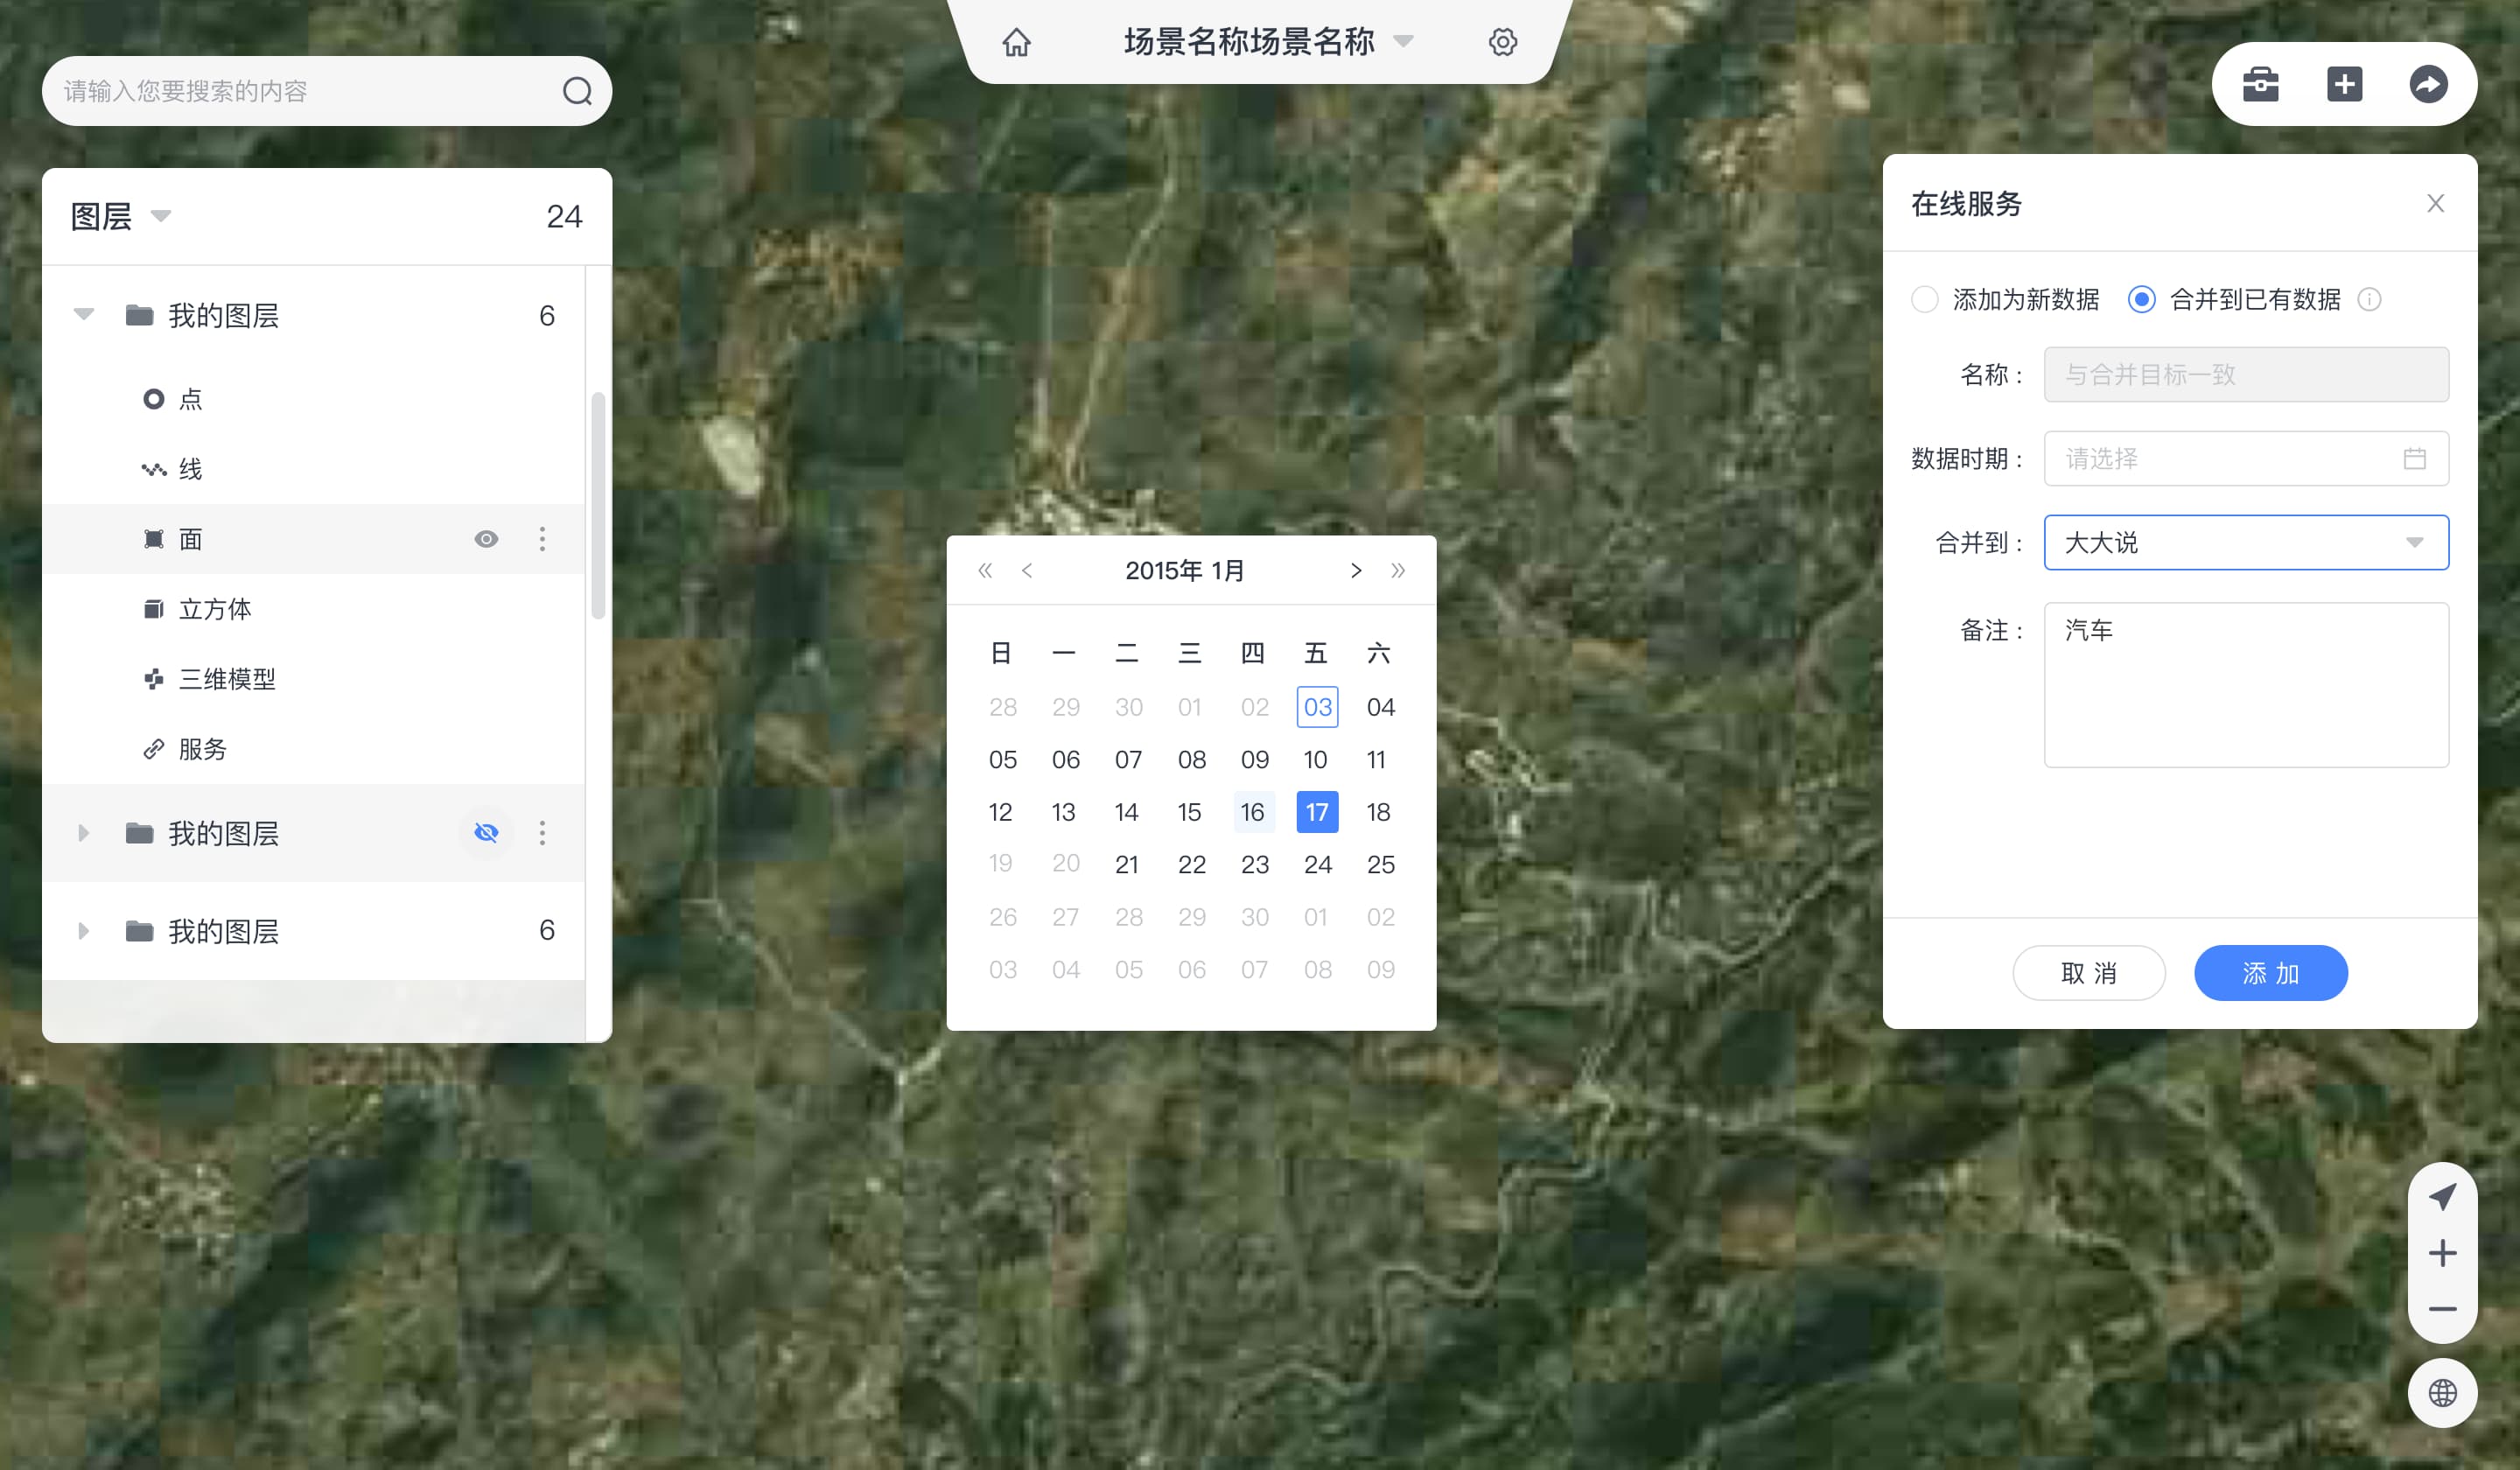 场景名称场景名称
请输入您要搜索的内容
图层 24
我的图层 6
点
线
面
立方体
三维模型
服务
我的图层
我的图层 6
2015年 1月
日 一 二 三 四 五 六
28 29 30 01 02 03 04
05 06 07 08 09 10 11
12 13 14 15 16 17 18
19 20 21 22 23 24 25
26 27 28 29 30 01 02
03 04 05 06 07 08 09
在线服务
添加为新数据 合并到已有数据
名称： 与合并目标一致
数据时期： 请选择
合并到： 大大说
备注： 汽车
取消 添加